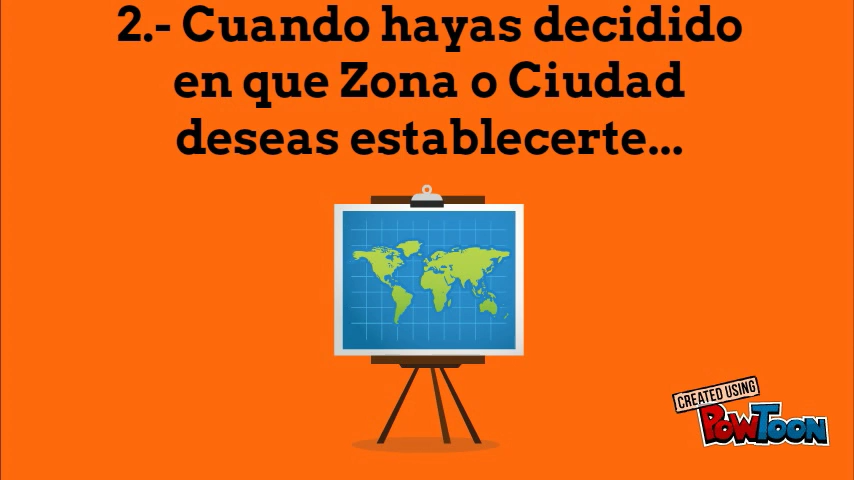 2.- Cuando hayas decidido
en que Zona o Ciudad
deseas establecerte...
CREATED USING
POWTOON